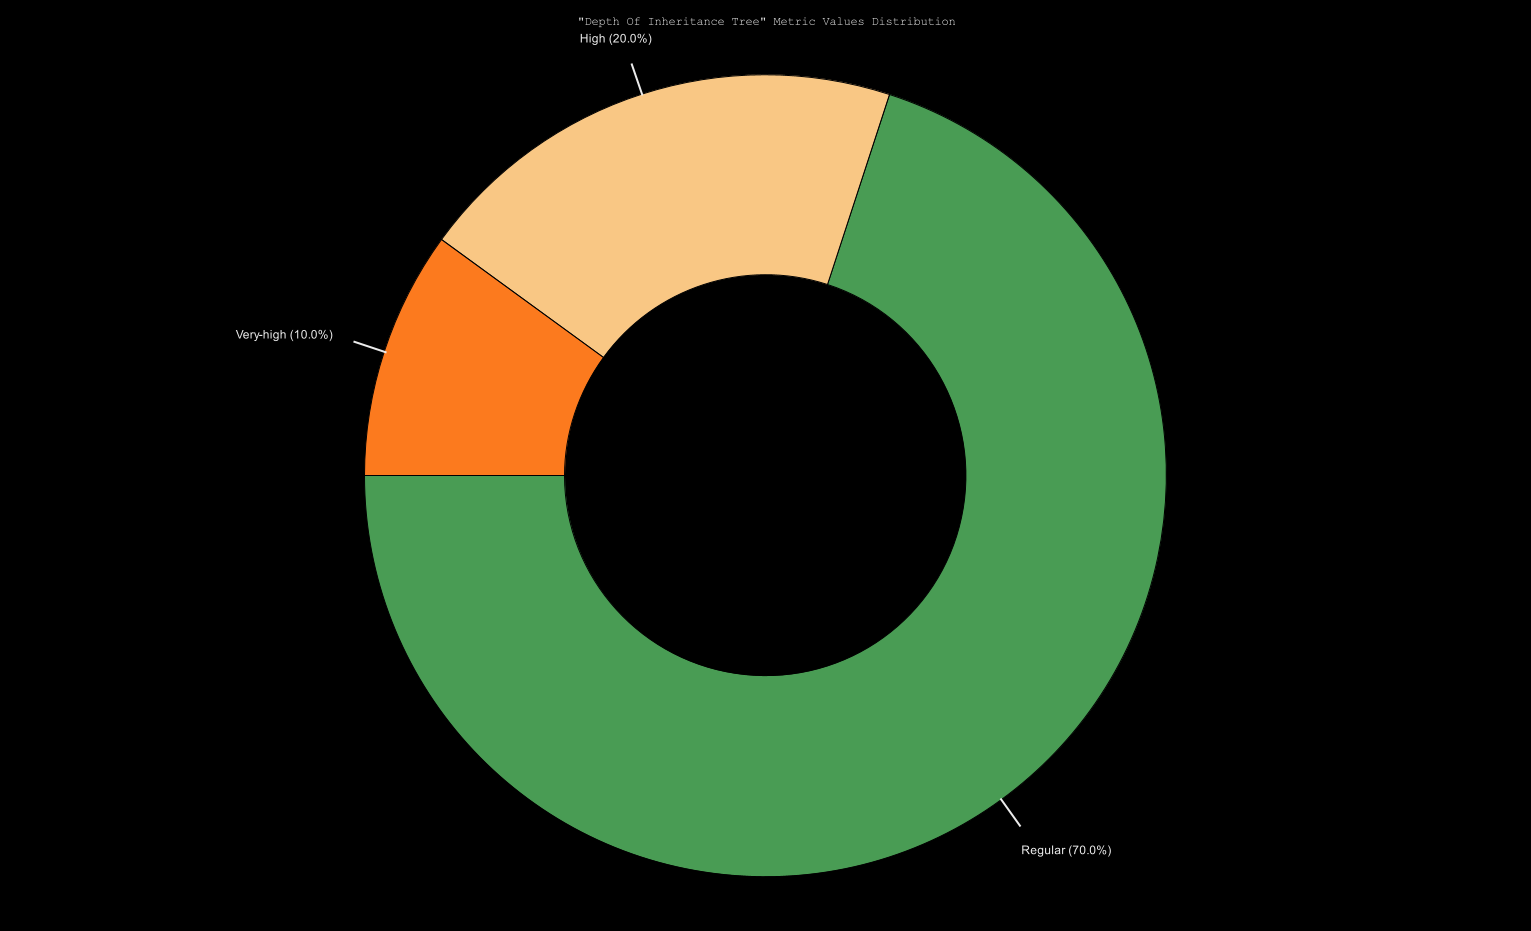 "Depth Of Inheritance Tree" Metric Values Distribution
High (20.0%)
Very-high (10.0%)
Regular (70.0%)